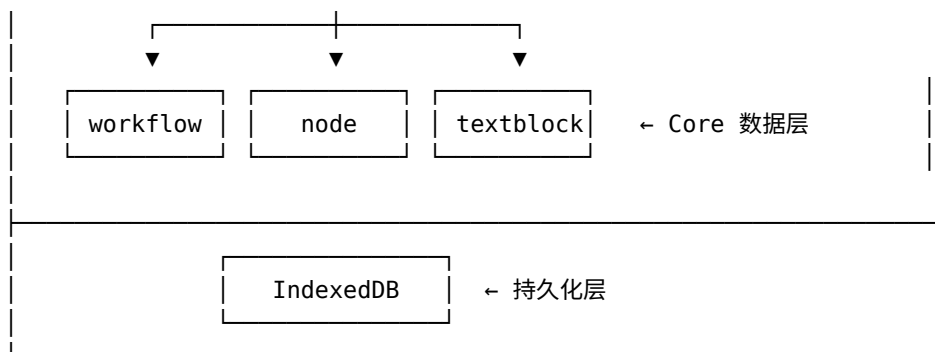 workflow node textblock ← Core 数据层
IndexedDB ← 持久化层